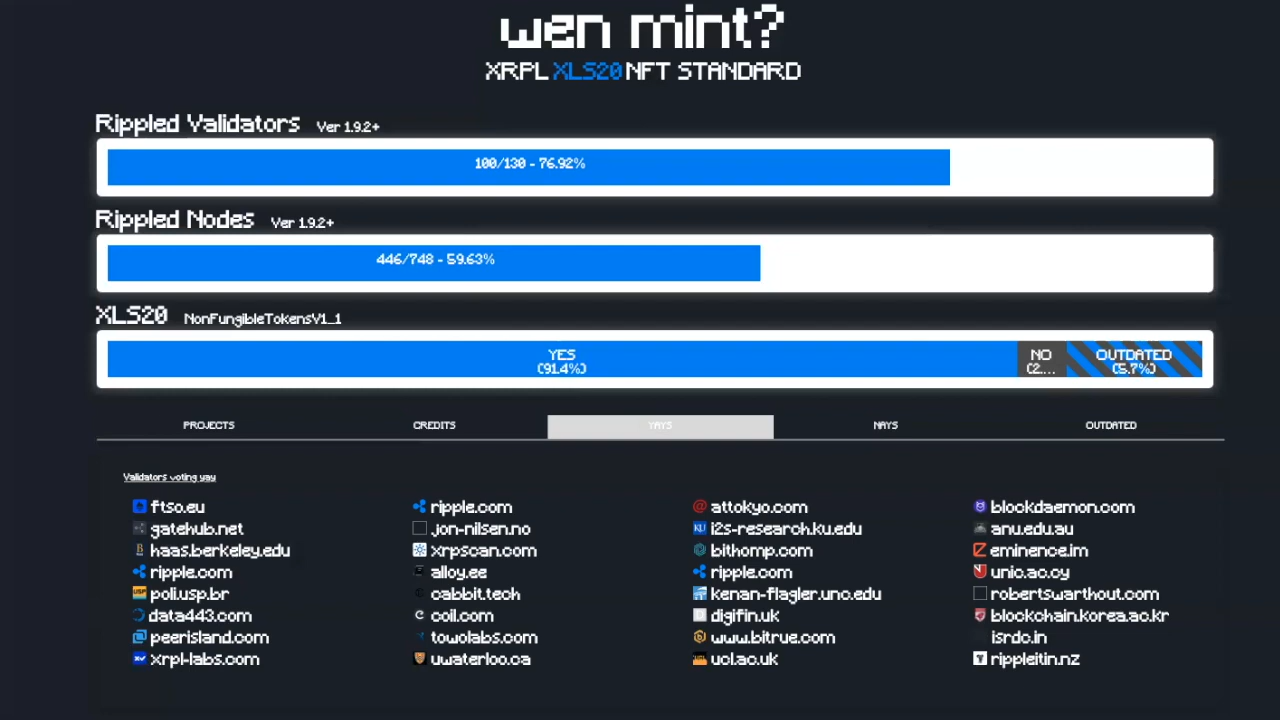 wen mint?
XRPL XLS20 NFT STANDARD
Rippled Validators Ver 1.9.2+
100/130 - 76.92%
Rippled Nodes Ver 1.9.2+
446/748 - 59.63%
XLS20 NonFungibleTokensV1_1
YES NO OUTDATED
(91.4%) (2.... (5.7%)
PROJECTS CREDITS YAYS NAYS OUTDATED
Validators voting yay
ftso.eu ripple.com attokyo.com blockdaemon.com
gatehub.net jon-nilsen.no i2s-research.ku.edu anu.edu.au
haas.berkeley.edu xrpscan.com bithomp.com eminence.im
ripple.com alloy.ee ripple.com unic.ac.cy
poli.usp.br cabbit.tech kenan-flagler.unc.edu robertswarthout.com
data443.com coil.com digifin.uk blockchain.korea.ac.kr
peerisland.com towolabs.com www.bitrue.com isrdc.in
xrpl-labs.com uwaterloo.ca ucl.ac.uk rippleitin.nz